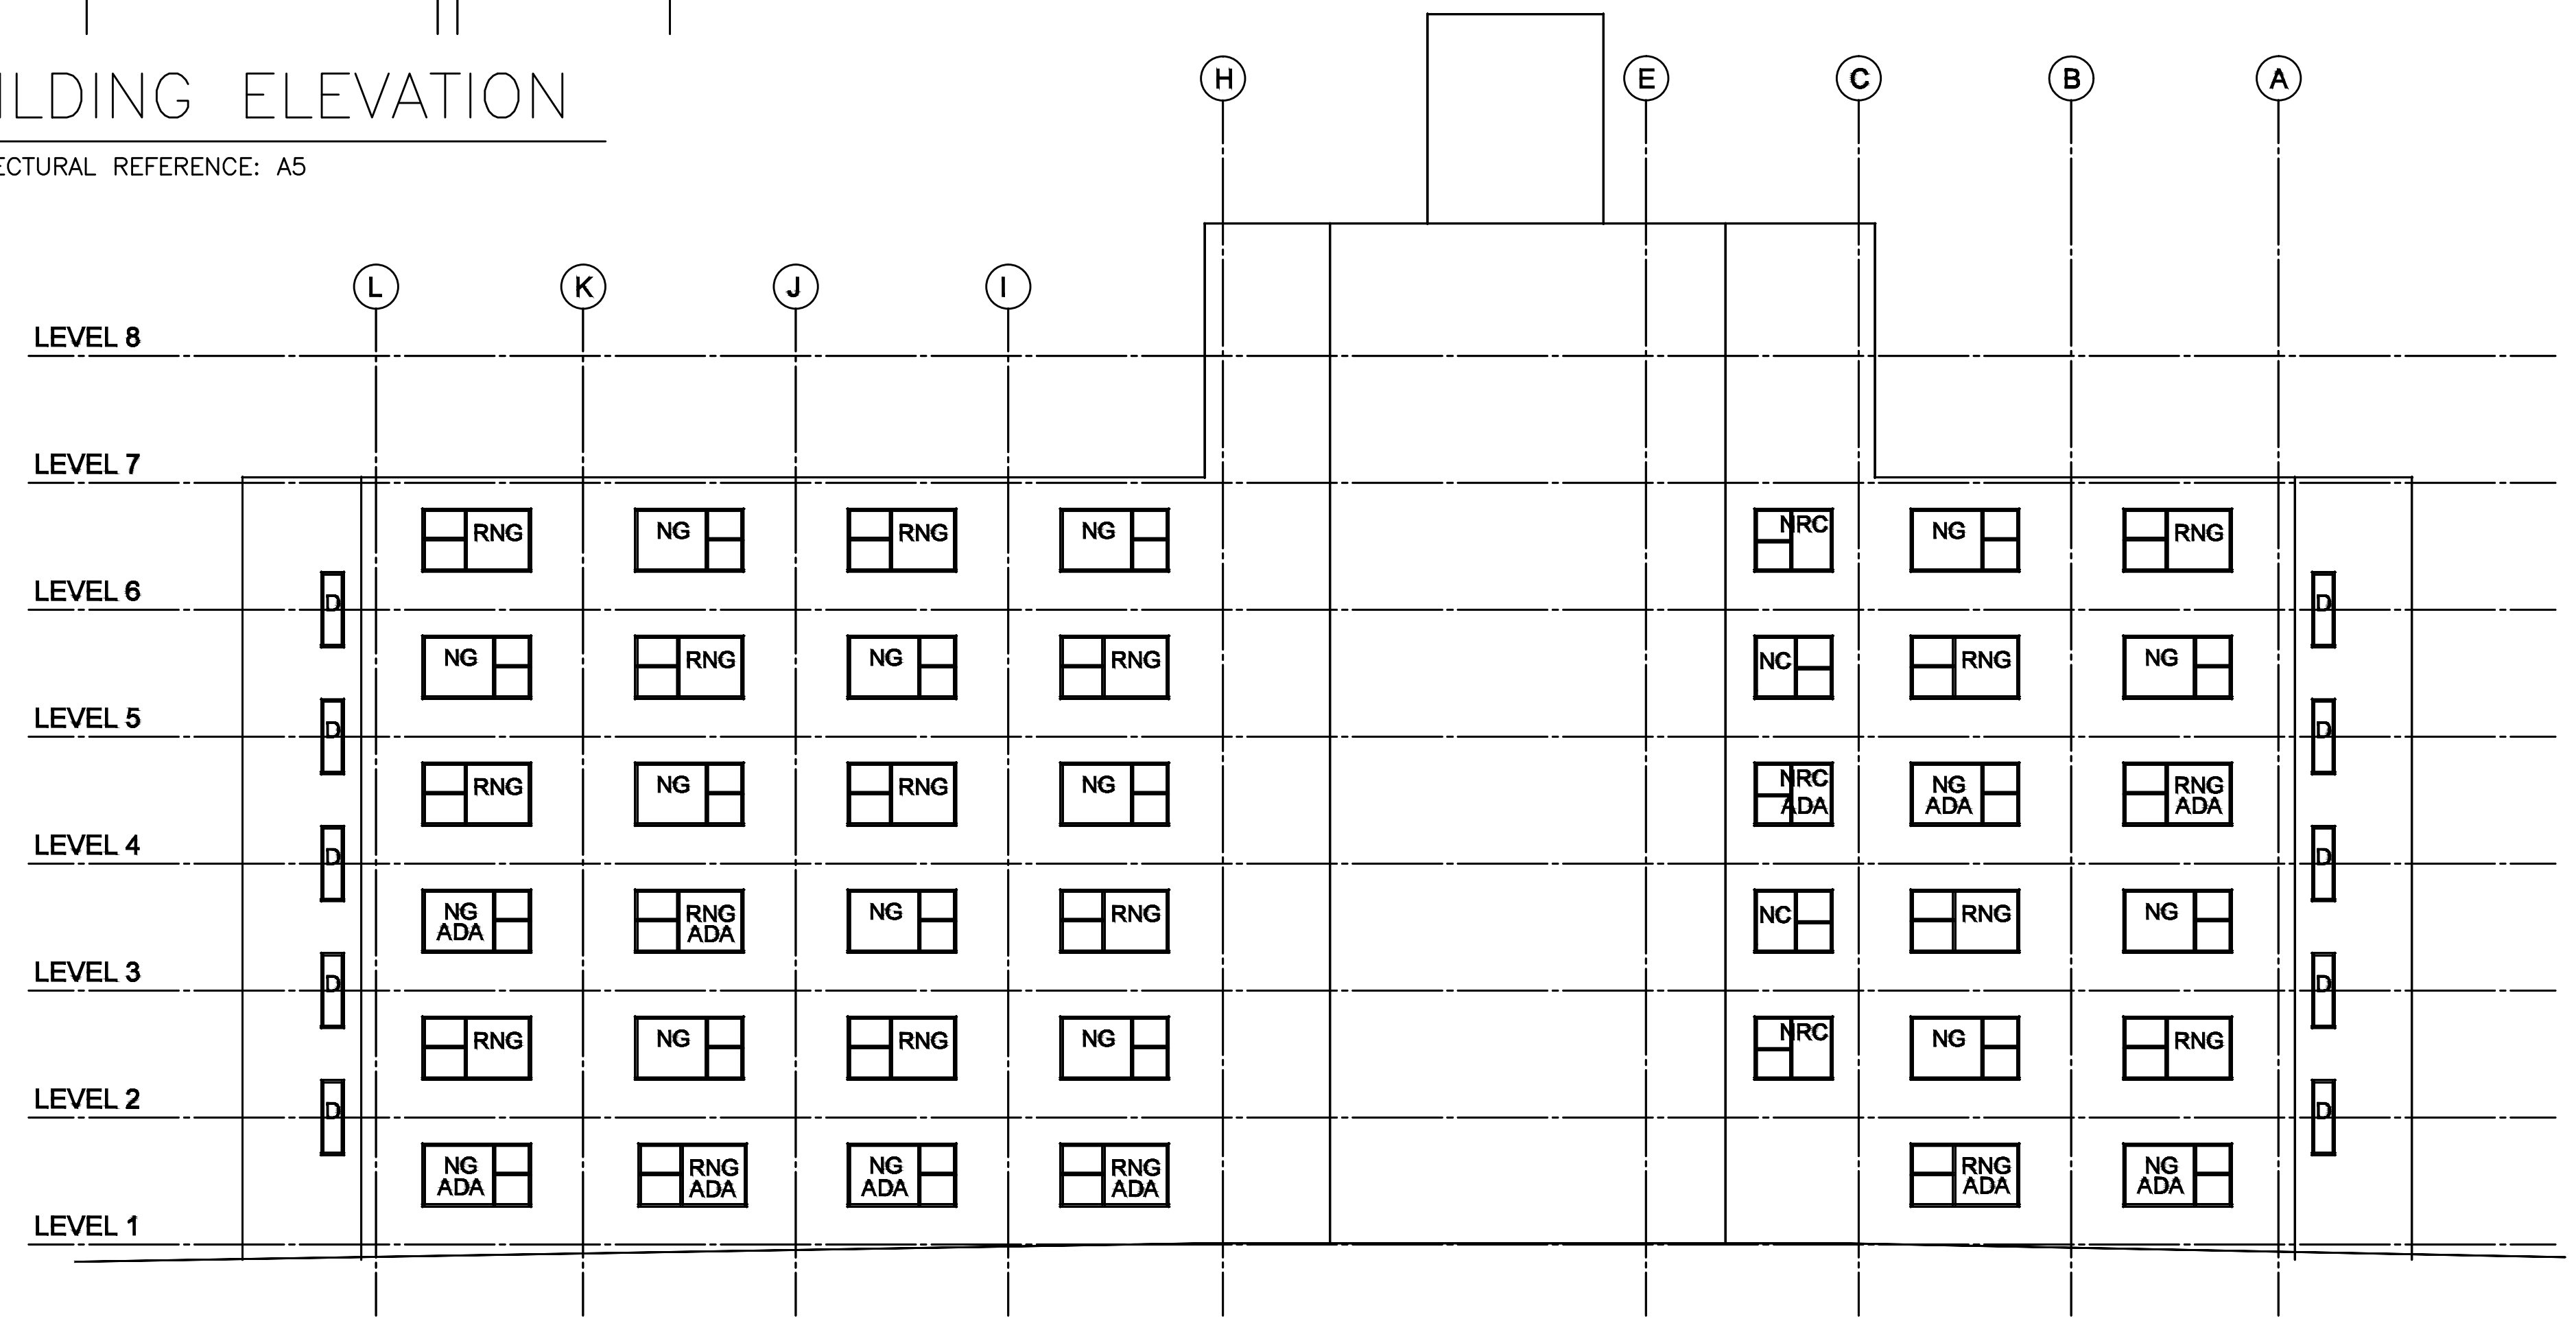 ILDING ELEVATION
ECTURAL REFERENCE: A5
H E C B A
L K J I
LEVEL 8
LEVEL 7
RNG NG RNG NG NRC NG RNG
LEVEL 6
D D
NG RNG NG RNG NC RNG NG
LEVEL 5
D D
RNG NG RNG NG NRC ADA NG ADA RNG ADA
LEVEL 4
D D
NG ADA RNG ADA NG RNG NC RNG NG
LEVEL 3
D D
RNG NG RNG NG NRC NG RNG
LEVEL 2
D D
NG ADA RNG ADA NG ADA RNG ADA RNG ADA NG ADA
LEVEL 1